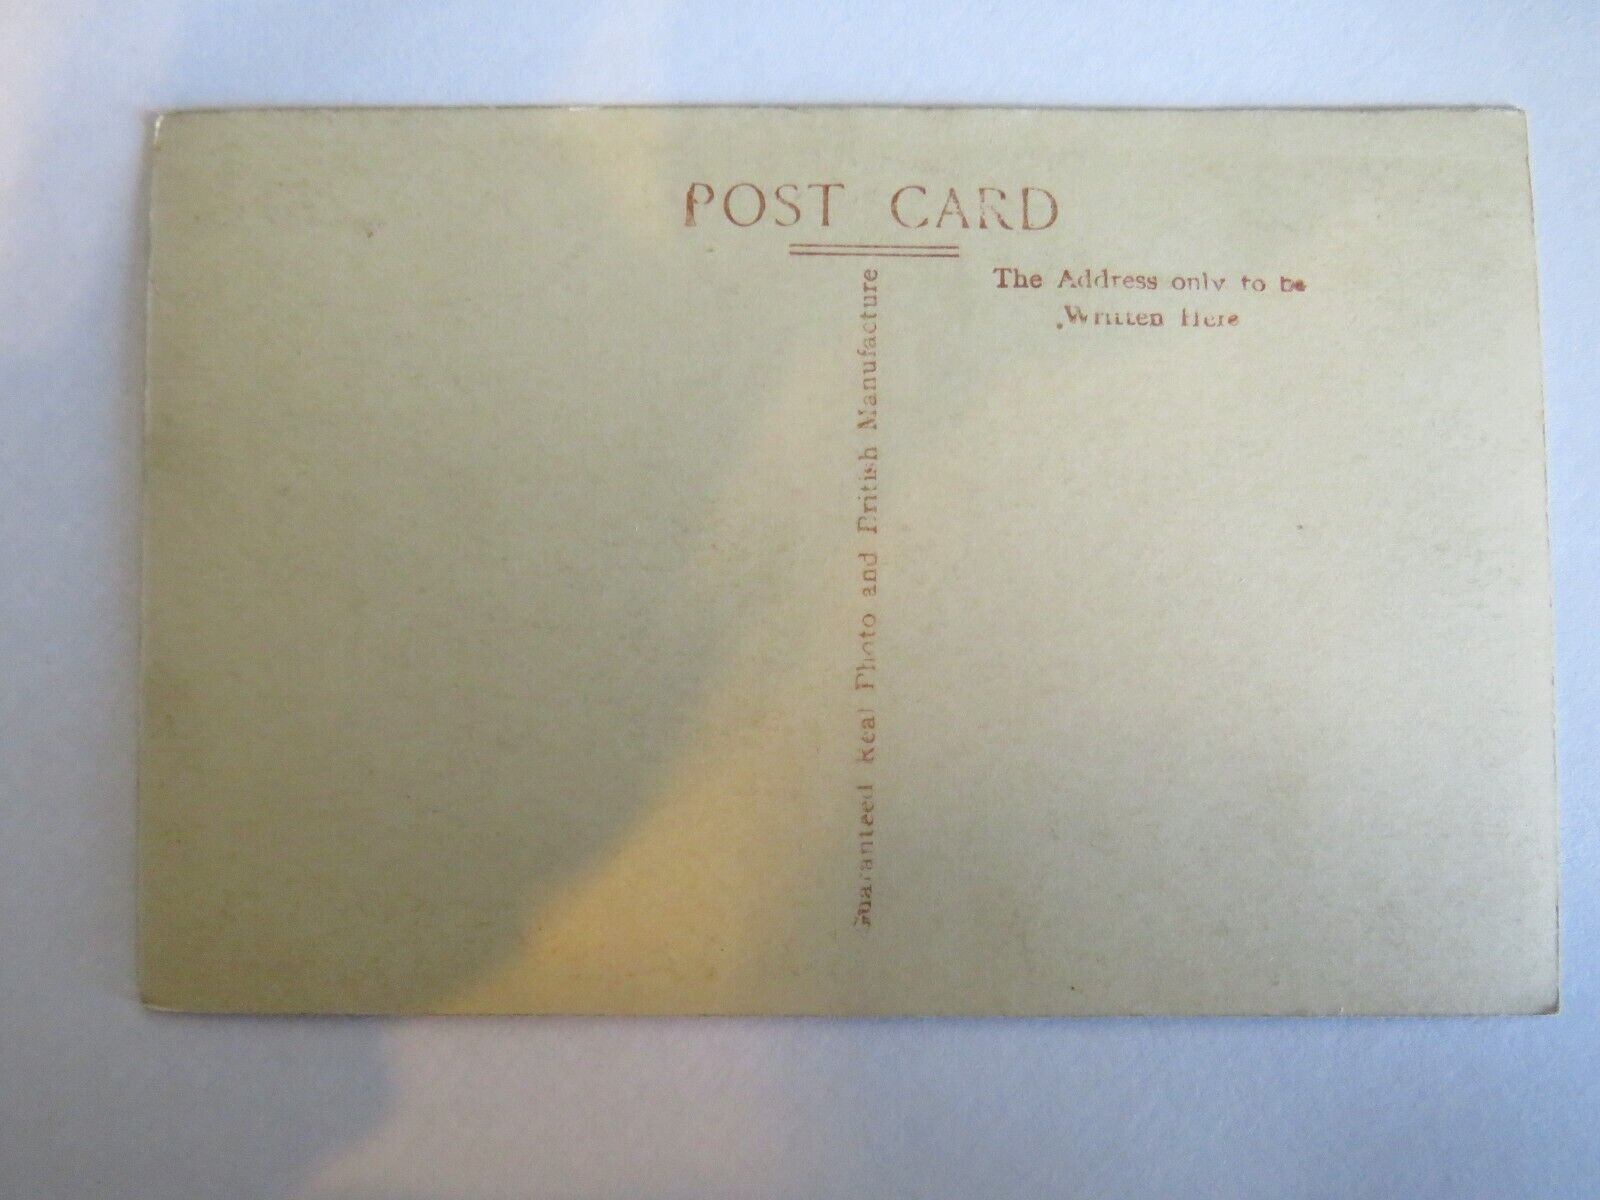 POST CARD
The Address only to be
Written Here
Guaranteed Real Photo and British Manufacture